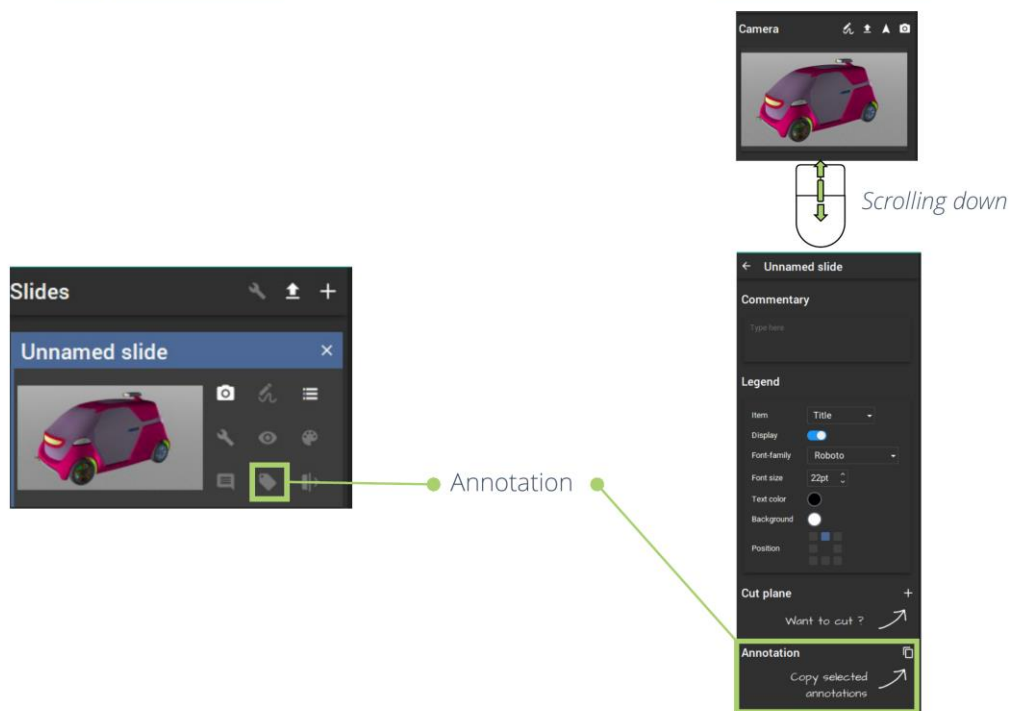 Camera
Scrolling down
Slides
Unnamed slide
Annotation
Unnamed slide
Commentary
Type here
Legend
Item Title
Display
Font-family Roboto
Font size 22pt
Text color
Background
Position
Cut plane
Want to cut ?
Annotation
Copy selected
annotations